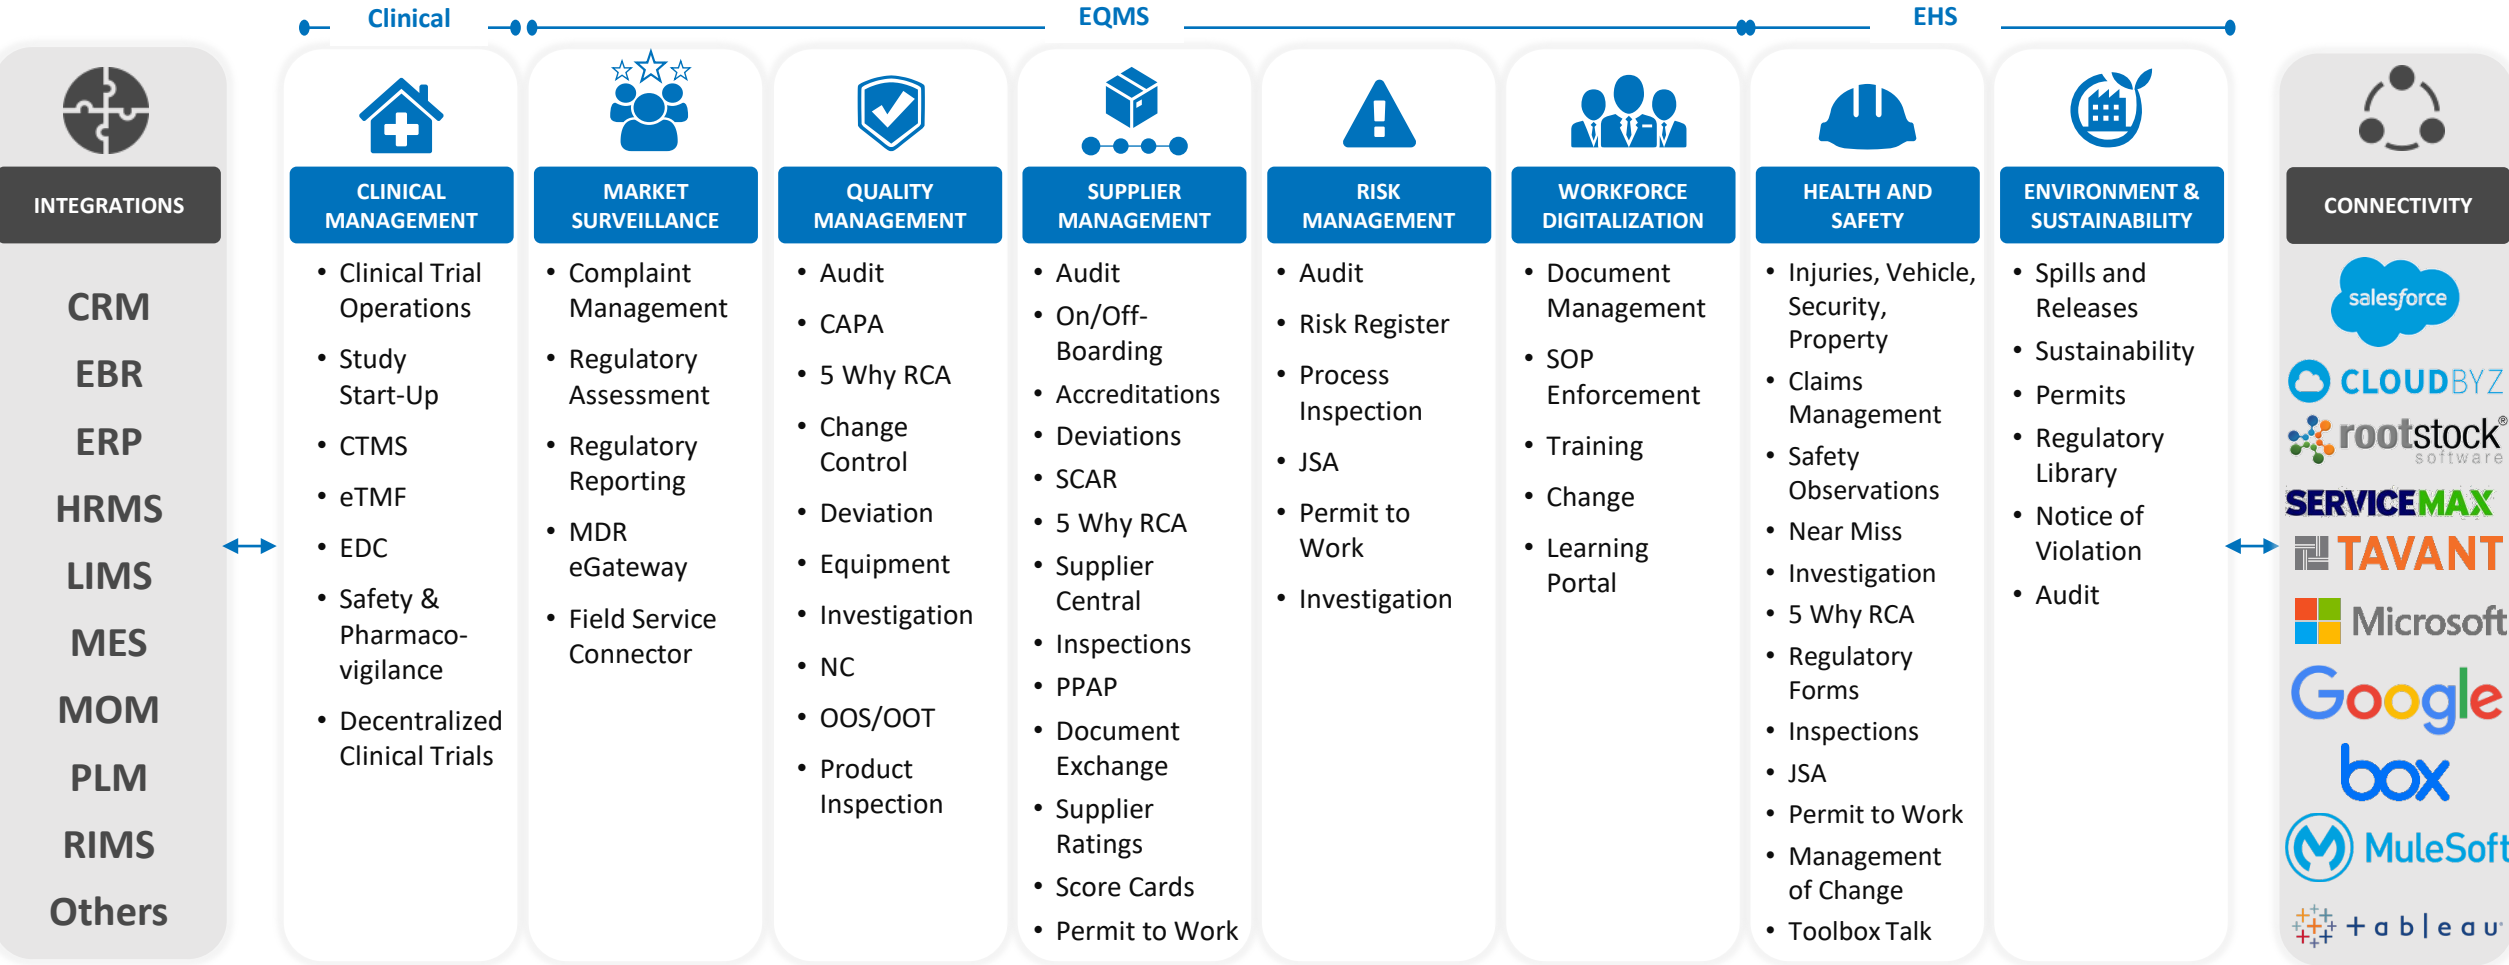 Clinical
EQMS
EHS
INTEGRATIONS
CRM
EBR
ERP
HRMS
LIMS
MES
MOM
PLM
RIMS
Others
CLINICAL
MANAGEMENT
• Clinical Trial
Operations
• Study
Start-Up
• CTMS
• eTMF
• EDC
• Safety &
Pharmaco-
vigilance
• Decentralized
Clinical Trials
MARKET
SURVEILLANCE
• Complaint
Management
• Regulatory
Assessment
• Regulatory
Reporting
• MDR
eGateway
• Field Service
Connector
QUALITY
MANAGEMENT
• Audit
• CAPA
• 5 Why RCA
• Change
Control
• Deviation
• Equipment
• Investigation
• NC
• OOS/OOT
• Product
Inspection
SUPPLIER
MANAGEMENT
• Audit
• On/Off-
Boarding
• Accreditations
• Deviations
• SCAR
• 5 Why RCA
• Supplier
Central
• Inspections
• PPAP
• Document
Exchange
• Supplier
Ratings
• Score Cards
• Permit to Work
RISK
MANAGEMENT
• Audit
• Risk Register
• Process
Inspection
• JSA
• Permit to
Work
• Investigation
WORKFORCE
DIGITALIZATION
• Document
Management
• SOP
Enforcement
• Training
• Change
• Learning
Portal
HEALTH AND
SAFETY
• Injuries, Vehicle,
Security,
Property
• Claims
Management
• Safety
Observations
• Near Miss
• Investigation
• 5 Why RCA
• Regulatory
Forms
• Inspections
• JSA
• Permit to Work
• Management
of Change
• Toolbox Talk
ENVIRONMENT &
SUSTAINABILITY
• Spills and
Releases
• Sustainability
• Permits
• Regulatory
Library
• Notice of
Violation
• Audit
CONNECTIVITY
salesforce
CLOUDBYZ
rootstock®
software
SERVICEMAX
TAVANT
Microsoft
Google
box
MuleSoft
tableau